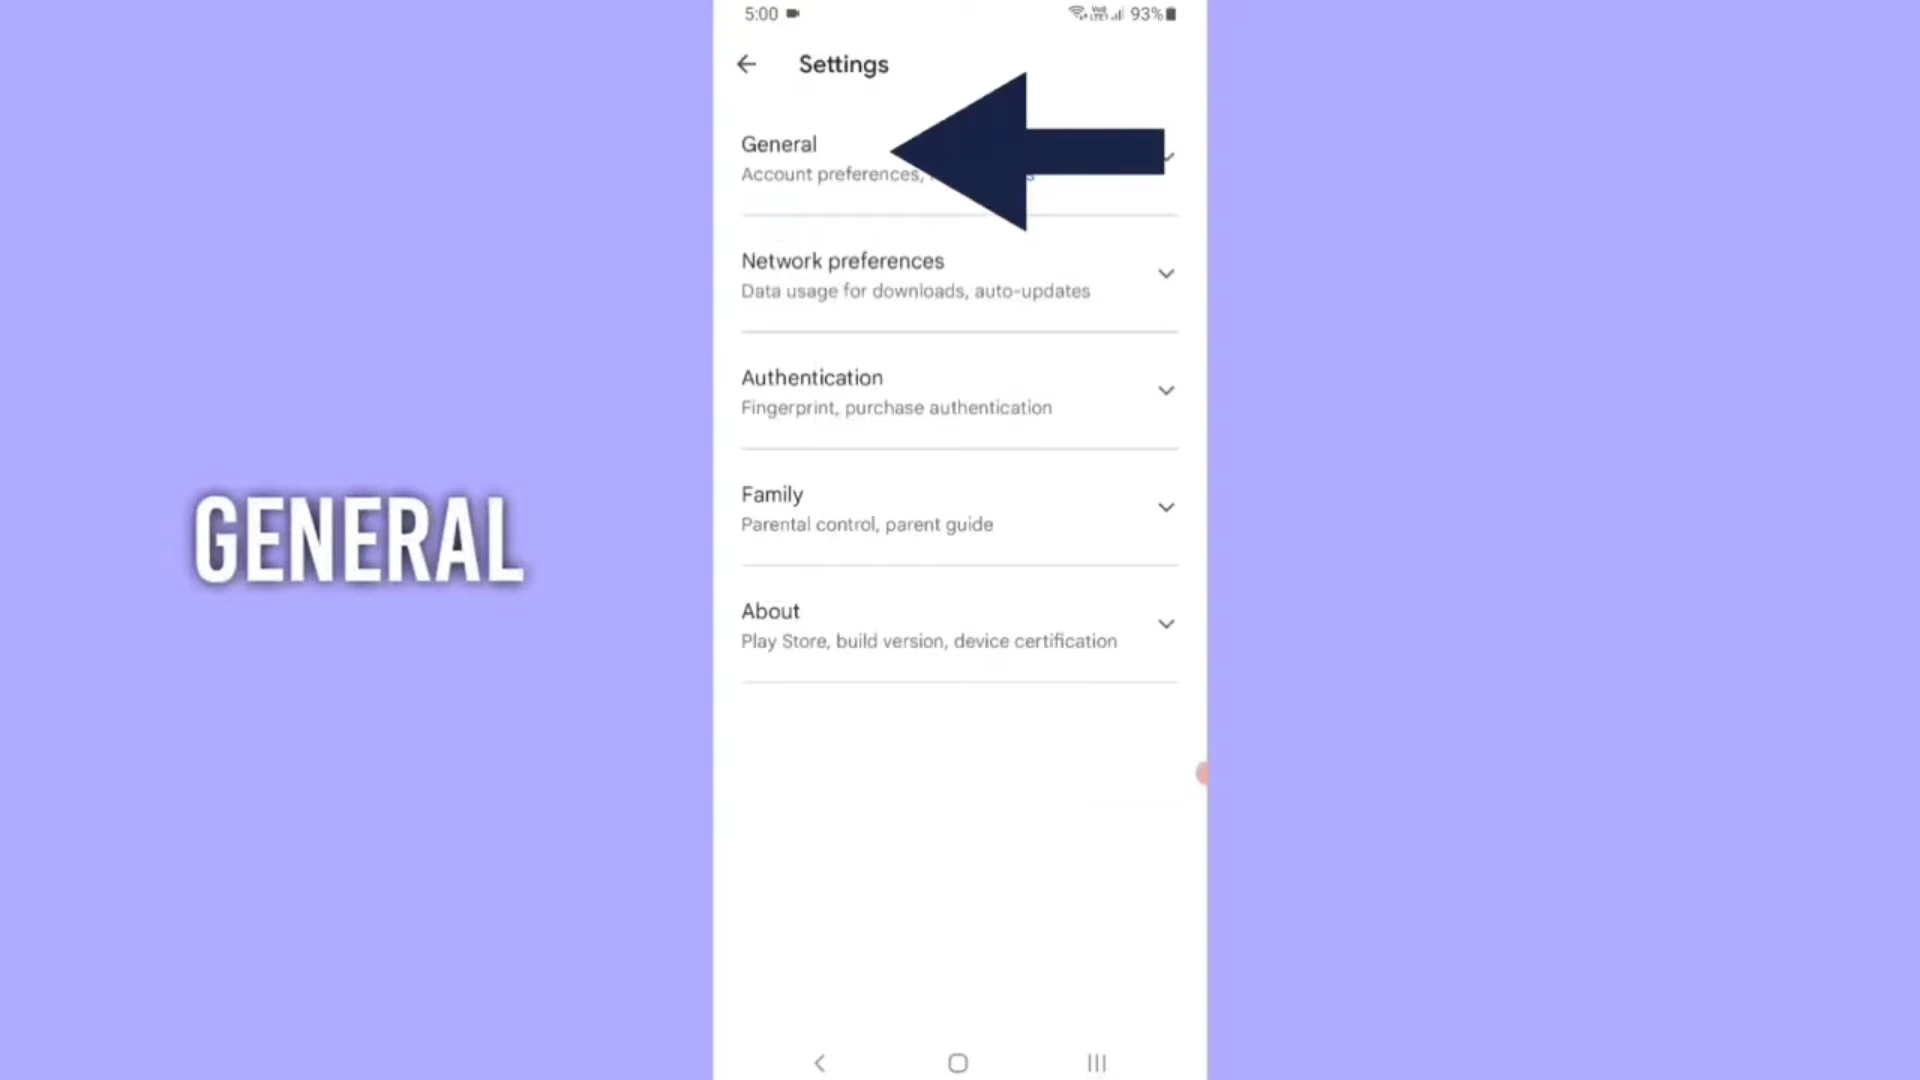 5:00 93%
Settings
General
Account preferences,
Network preferences
Data usage for downloads, auto-updates
Authentication
Fingerprint, purchase authentication
GENERAL
Family
Parental control, parent guide
About
Play Store, build version, device certification